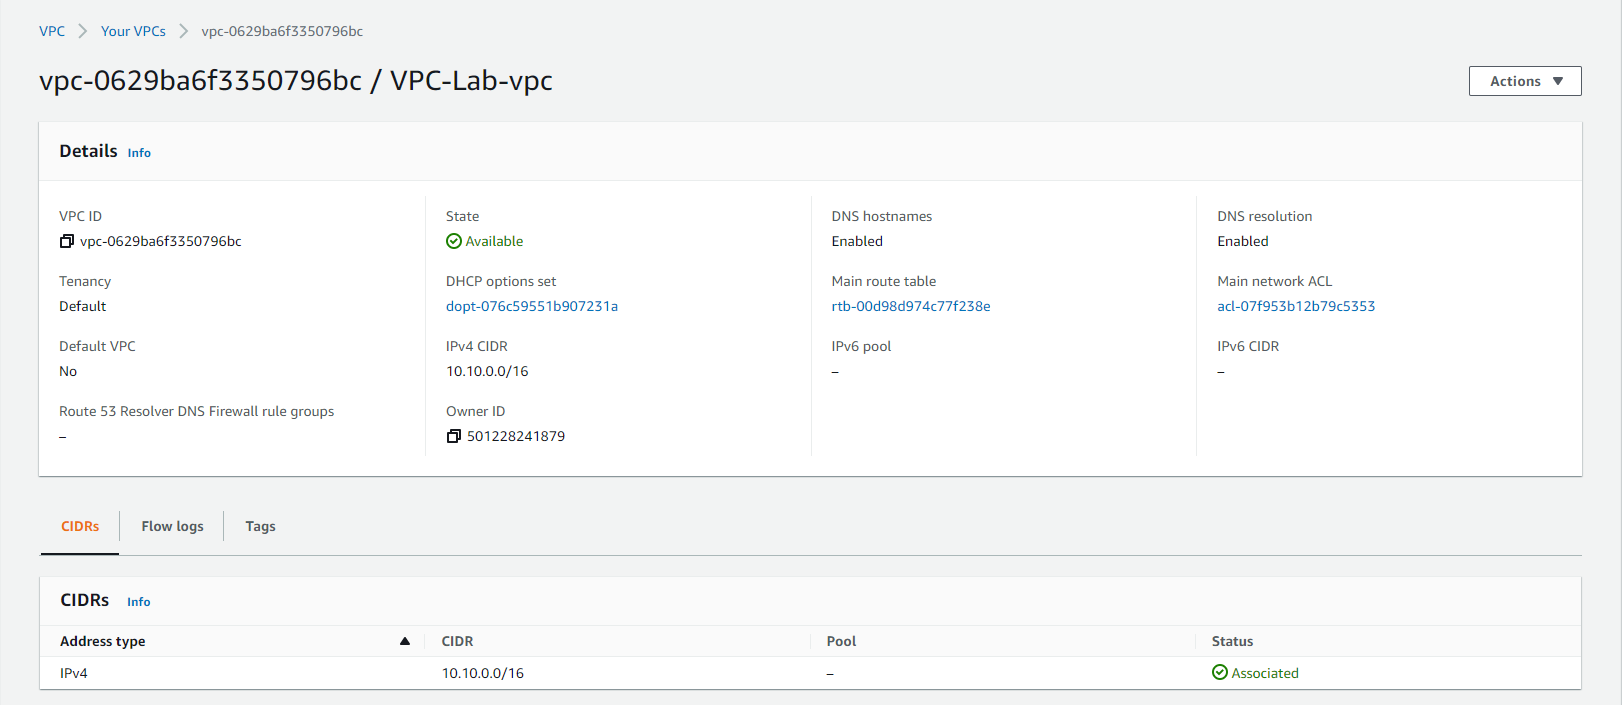 VPC > Your VPCs > vpc-0629ba6f3350796bc
vpc-0629ba6f3350796bc / VPC-Lab-vpc
Actions
Details Info
VPC ID State DNS hostnames DNS resolution
vpc-0629ba6f3350796bc Available Enabled Enabled
Tenancy DHCP options set Main route table Main network ACL
Default dopt-076c59551b907231a rtb-00d98d974c77f238e acl-07f953b12b79c5353
Default VPC IPv4 CIDR IPv6 pool IPv6 CIDR
No 10.10.0.0/16 – –
Route 53 Resolver DNS Firewall rule groups Owner ID
– 501228241879
CIDRs Flow logs Tags
CIDRs Info
Address type CIDR Pool Status
IPv4 10.10.0.0/16 – Associated